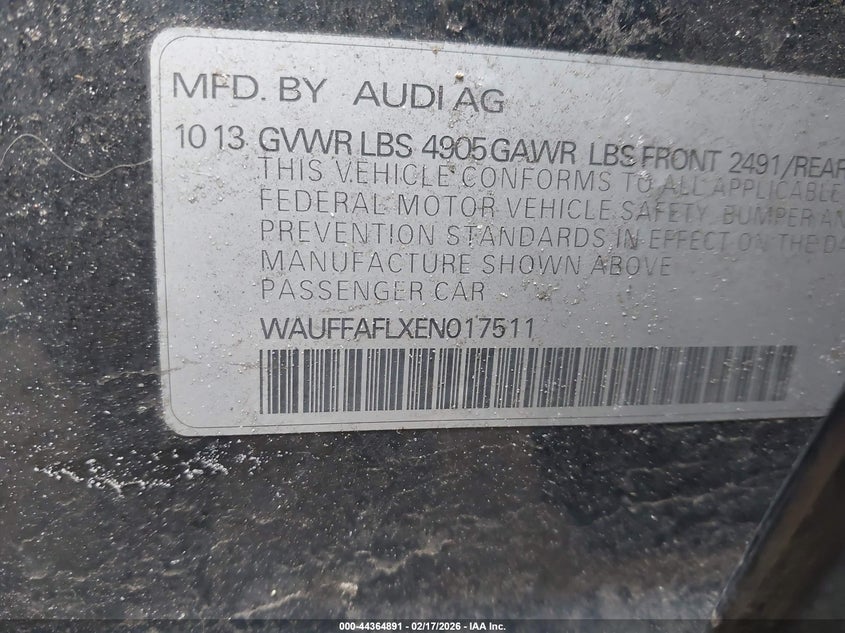 MFD. BY AUDI AG
10 13 GVWR LBS 4905 GAWR LBS FRONT 2491/REAR
THIS VEHICLE CONFORMS TO ALL APPLICABLE
FEDERAL MOTOR VEHICLE SAFETY, BUMPER AN
PREVENTION STANDARDS IN EFFECT ON THE DA
MANUFACTURE SHOWN ABOVE
PASSENGER CAR
WAUFFAFLXEN017511
000-44364891 - 02/17/2026 - IAA Inc.